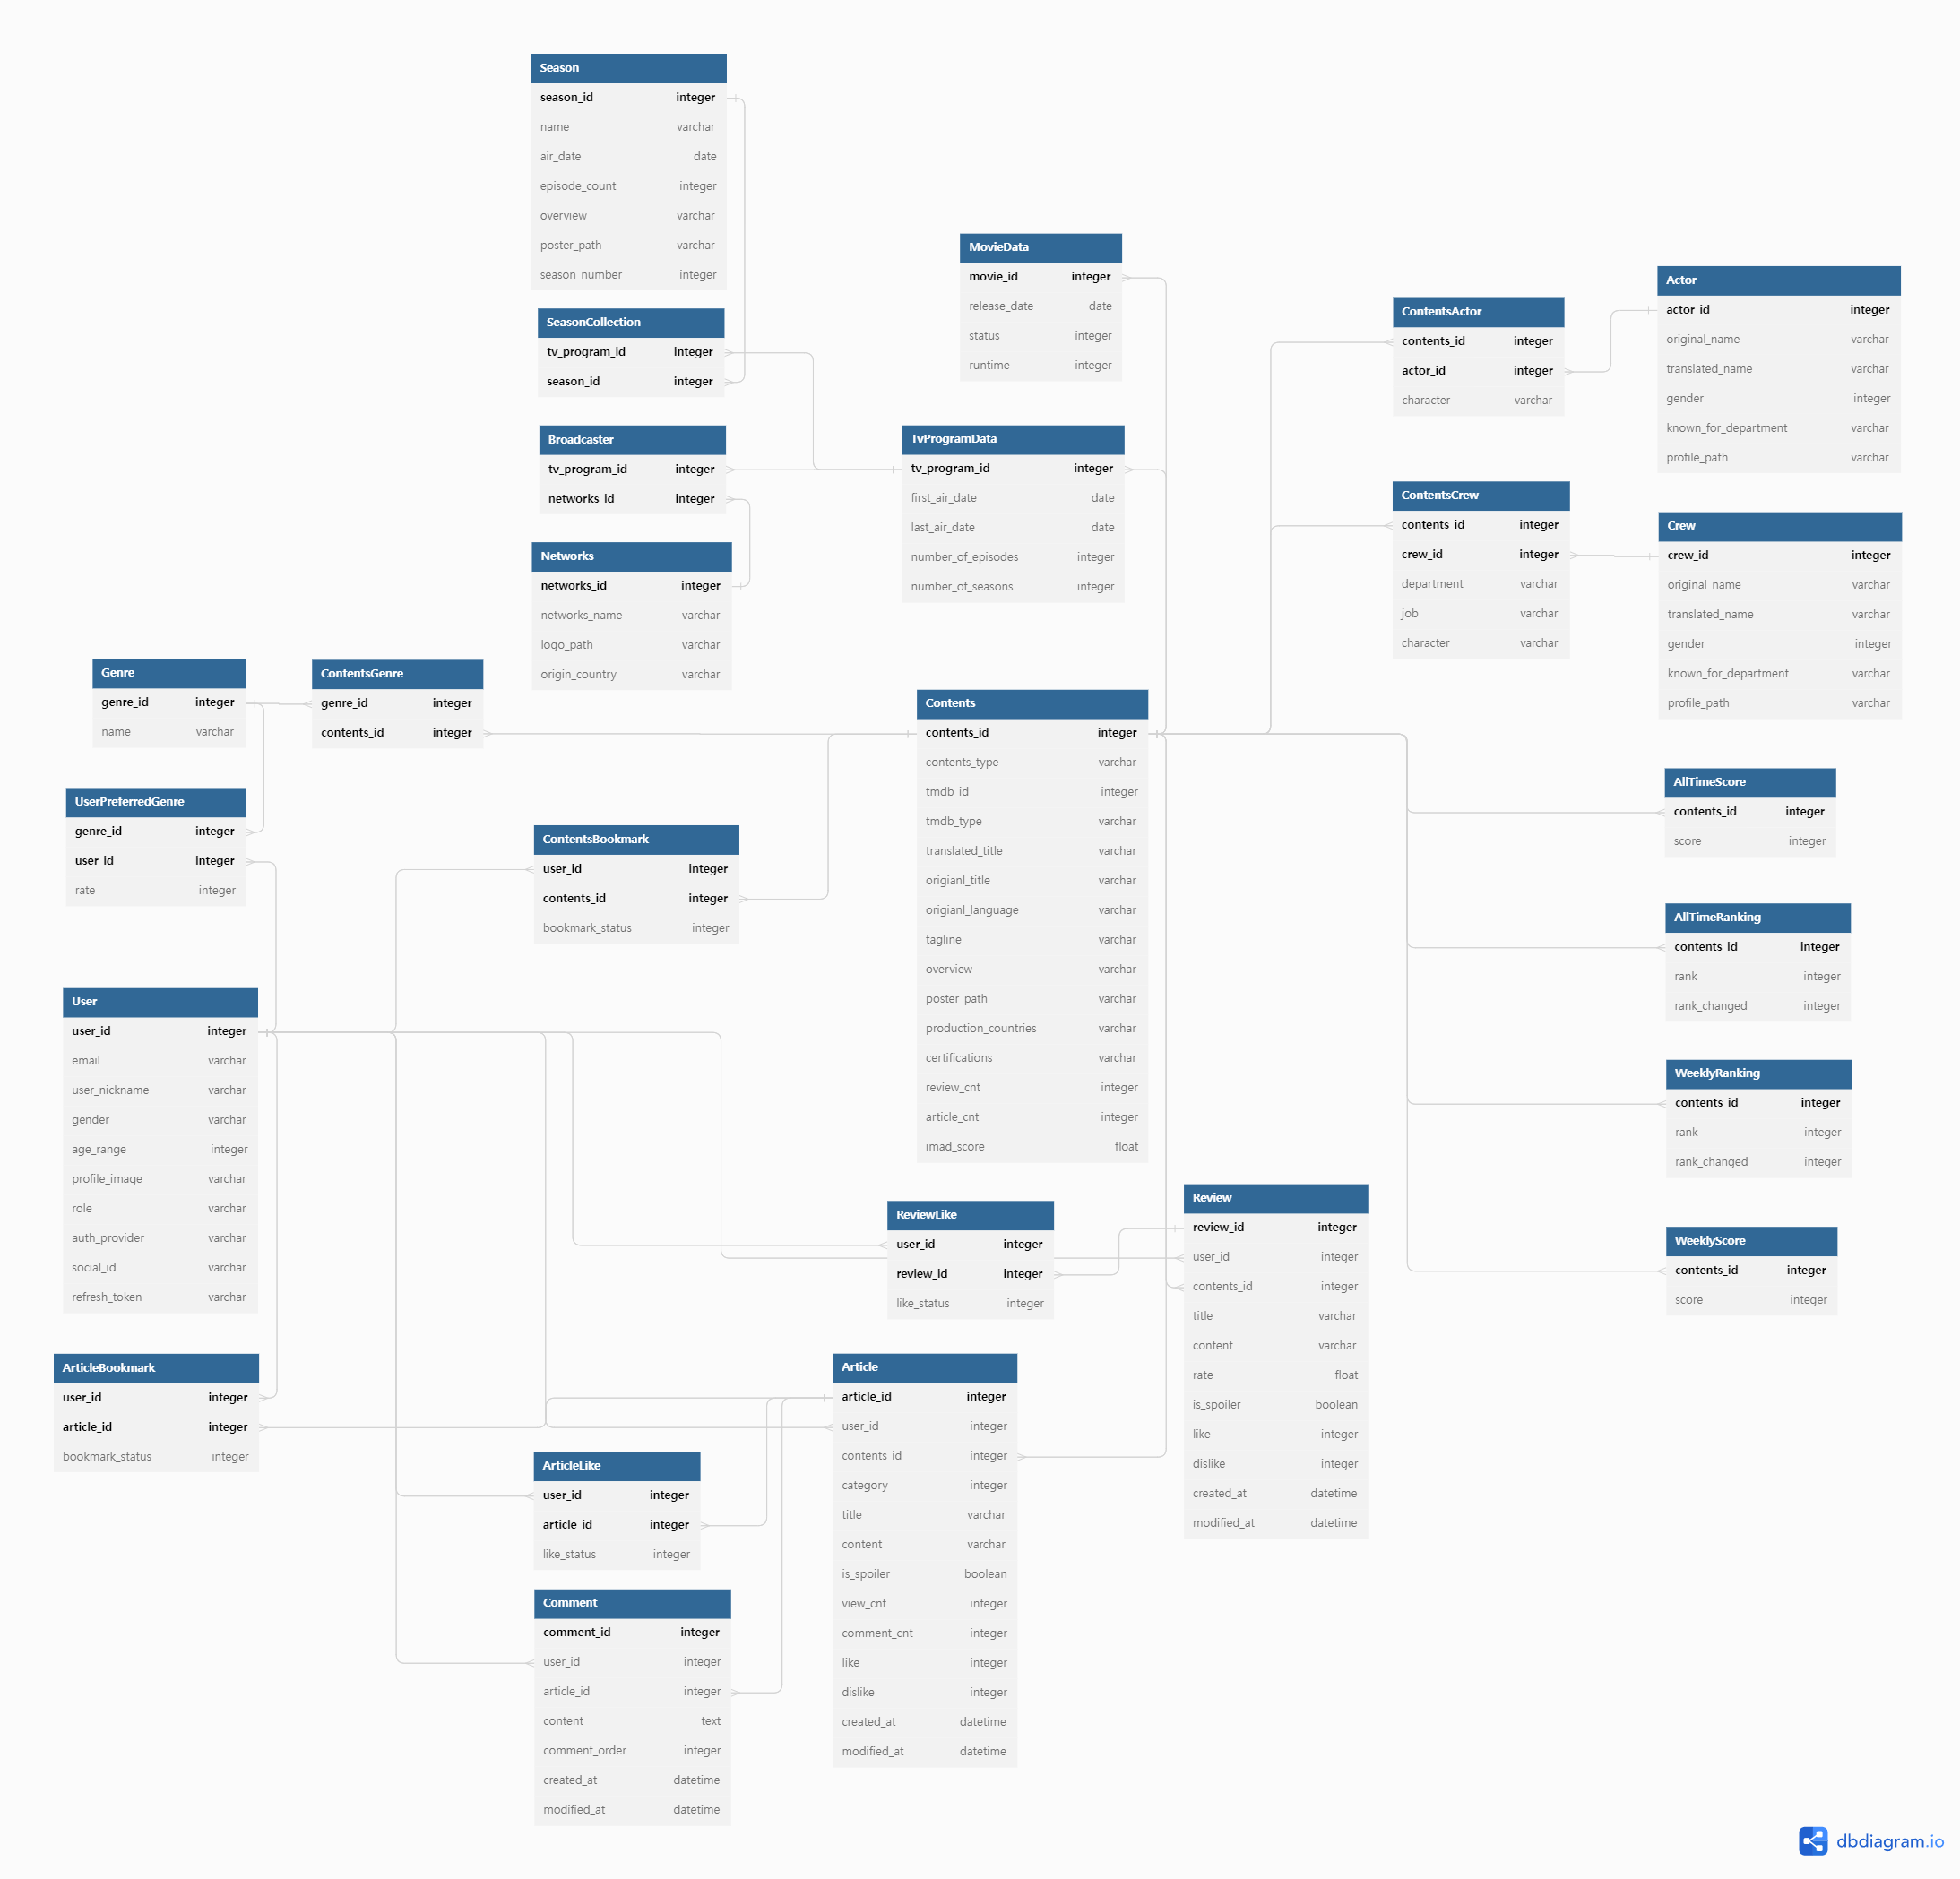 Season
season_id integer
name varchar
air_date date
episode_count integer
overview varchar
poster_path varchar
season_number integer
SeasonCollection
tv_program_id integer
season_id integer
Broadcaster
tv_program_id integer
networks_id integer
Networks
networks_id integer
networks_name varchar
logo_path varchar
origin_country varchar
MovieData
movie_id integer
release_date date
status integer
runtime integer
TvProgramData
tv_program_id integer
first_air_date date
last_air_date date
number_of_episodes integer
number_of_seasons integer
ContentsActor
contents_id integer
actor_id integer
character varchar
Actor
actor_id integer
original_name varchar
translated_name varchar
gender integer
known_for_department varchar
profile_path varchar
ContentsCrew
contents_id integer
crew_id integer
department varchar
job varchar
character varchar
Crew
crew_id integer
original_name varchar
translated_name varchar
gender integer
known_for_department varchar
profile_path varchar
Genre
genre_id integer
name varchar
ContentsGenre
genre_id integer
contents_id integer
UserPreferredGenre
genre_id integer
user_id integer
rate integer
ContentsBookmark
user_id integer
contents_id integer
bookmark_status integer
Contents
contents_id integer
contents_type varchar
tmdb_id integer
tmdb_type varchar
translated_title varchar
origianl_title varchar
origianl_language varchar
tagline varchar
overview varchar
poster_path varchar
production_countries varchar
certifications varchar
review_cnt integer
article_cnt integer
imad_score float
AllTimeScore
contents_id integer
score integer
AllTimeRanking
contents_id integer
rank integer
rank_changed integer
WeeklyRanking
contents_id integer
rank integer
rank_changed integer
WeeklyScore
contents_id integer
score integer
User
user_id integer
email varchar
user_nickname varchar
gender varchar
age_range integer
profile_image varchar
role varchar
auth_provider varchar
social_id varchar
refresh_token varchar
ArticleBookmark
user_id integer
article_id integer
bookmark_status integer
ReviewLike
user_id integer
review_id integer
like_status integer
Review
review_id integer
user_id integer
contents_id integer
title varchar
content varchar
rate float
is_spoiler boolean
like integer
dislike integer
created_at datetime
modified_at datetime
Article
article_id integer
user_id integer
contents_id integer
category integer
title varchar
content varchar
is_spoiler boolean
view_cnt integer
comment_cnt integer
like integer
dislike integer
created_at datetime
modified_at datetime
ArticleLike
user_id integer
article_id integer
like_status integer
Comment
comment_id integer
user_id integer
article_id integer
content text
comment_order integer
created_at datetime
modified_at datetime
dbdiagram.io